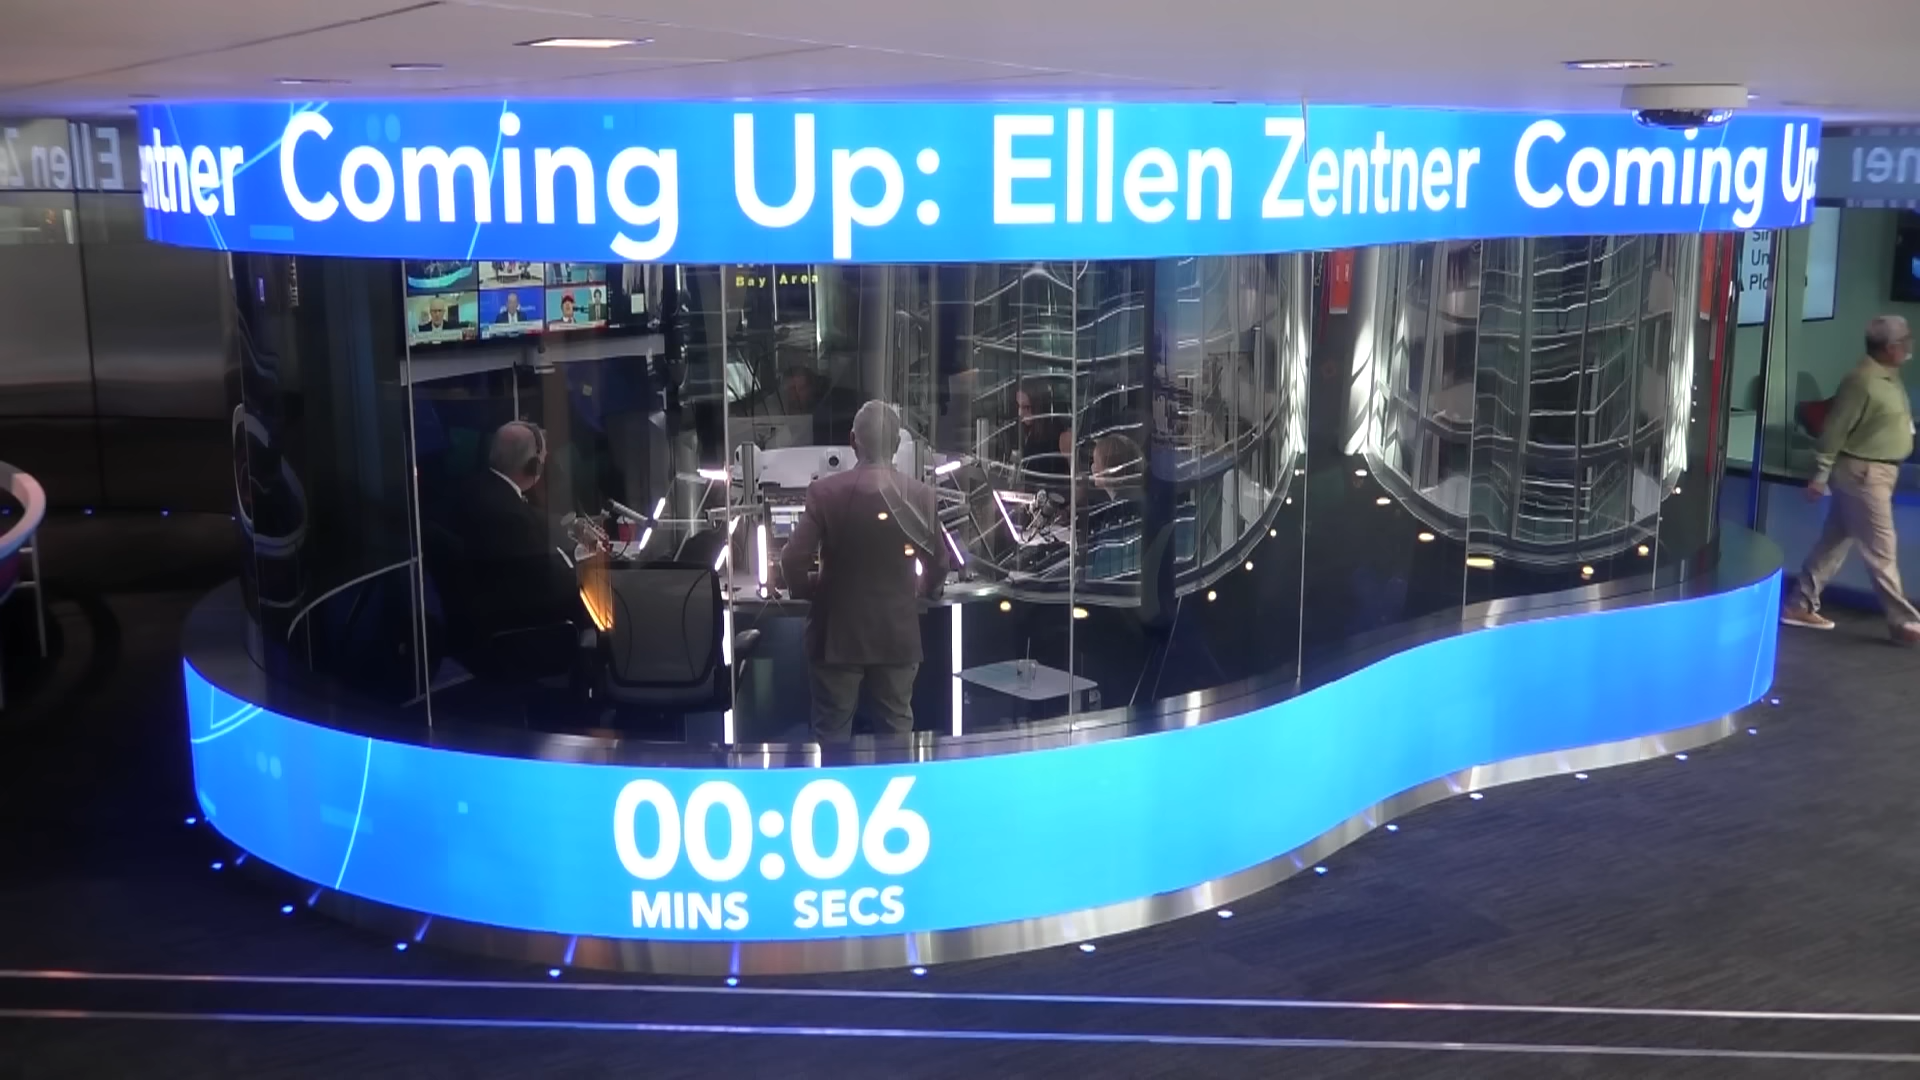 ntner Coming Up: Ellen Zentner Coming Up:
Bay Area
00:06
MINS SECS